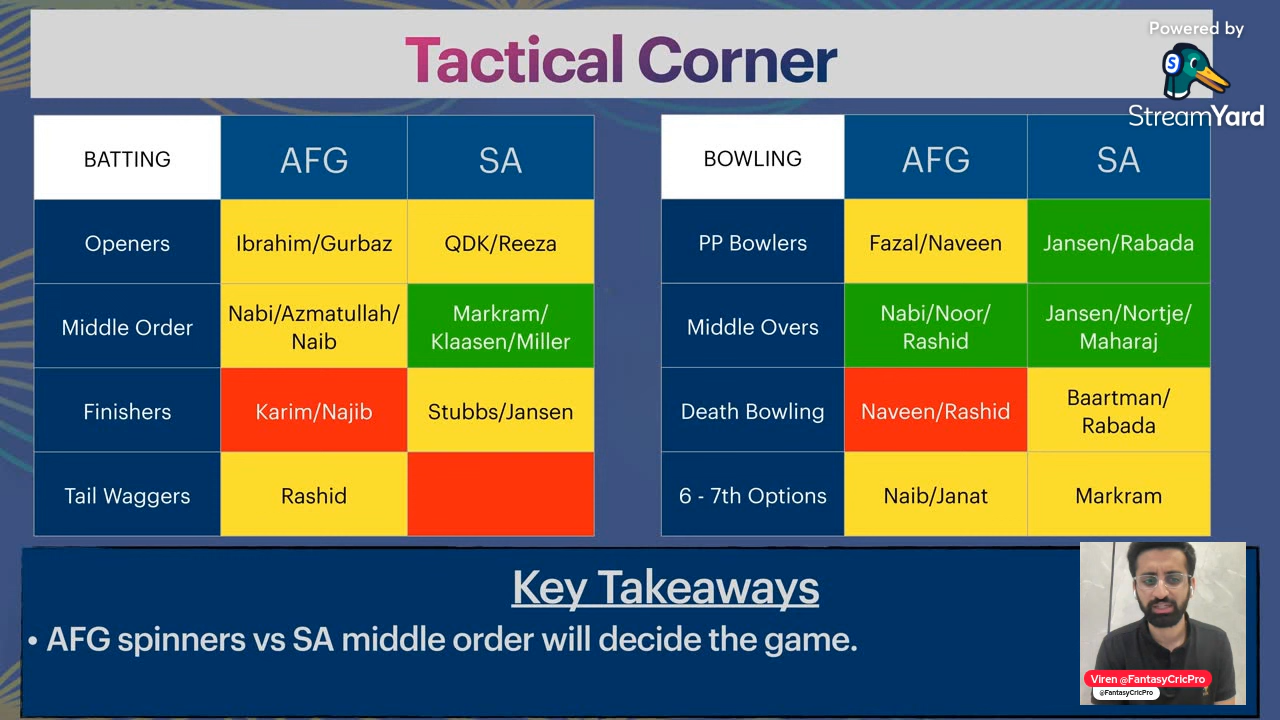 Tactical Corner
Powered by
S
StreamYard
BATTING AFG SA
Openers Ibrahim/Gurbaz QDK/Reeza
Middle Order Nabi/Azmatullah/ Naib Markram/ Klaasen/Miller
Finishers Karim/Najib Stubbs/Jansen
Tail Waggers Rashid
BOWLING AFG SA
PP Bowlers Fazal/Naveen Jansen/Rabada
Middle Overs Nabi/Noor/ Rashid Jansen/Nortje/ Maharaj
Death Bowling Naveen/Rashid Baartman/ Rabada
6 - 7th Options Naib/Janat Markram
Key Takeaways
• AFG spinners vs SA middle order will decide the game.
Viren @FantasyCricPro
@FantasyCricPro